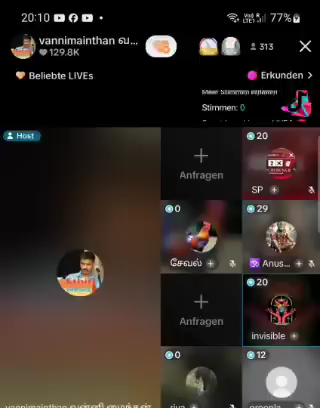 20:10
77%
vannimainthan வ...
129.8K
313
Beliebte LIVEs
Erkunden >
Stimmen: 0
Host
Anfragen
20
SP
0
சேவல்
29
Anus...
Anfragen
20
invisible
0
12